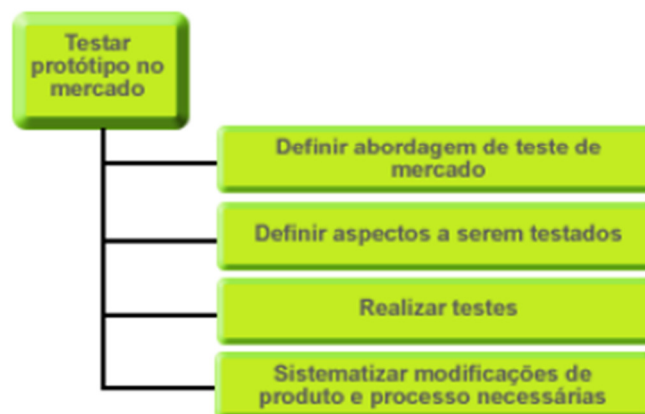 Testar
protótipo no
mercado
Definir abordagem de teste de
mercado
Definir aspectos a serem testados
Realizar testes
Sistematizar modificações de
produto e processo necessárias